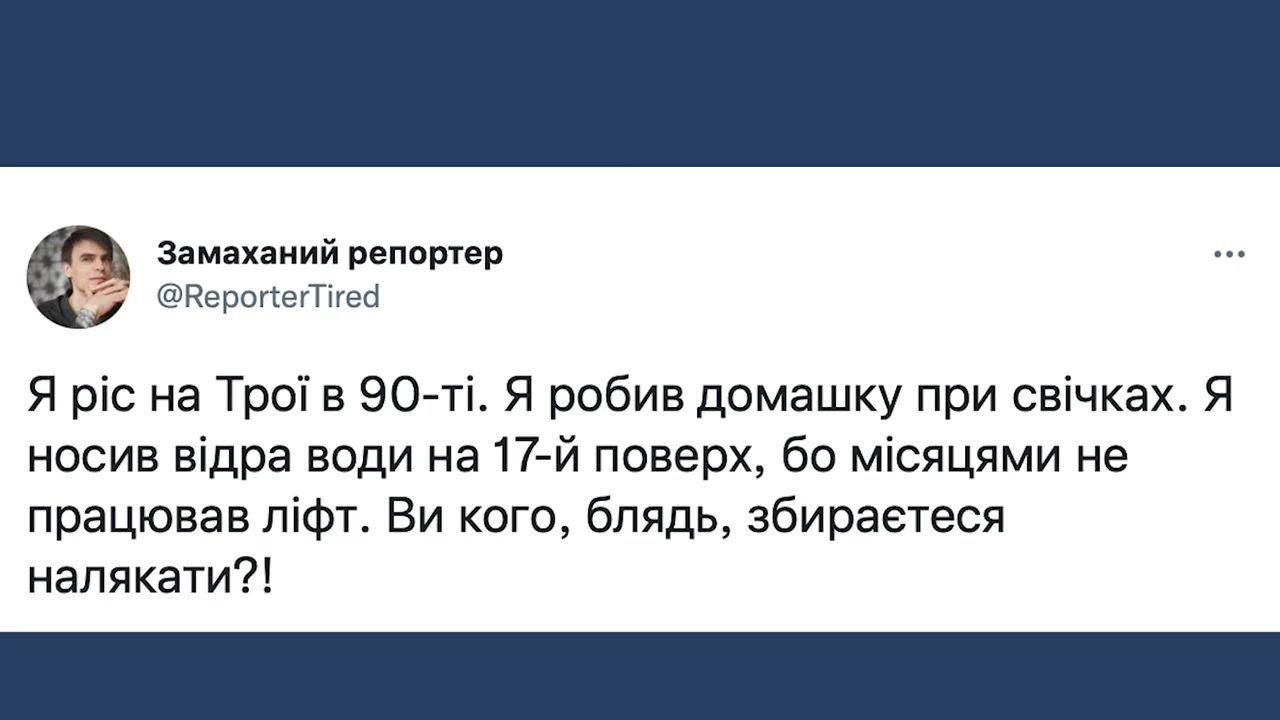 Замаханий репортер
@ReporterTired
Я ріс на Трої в 90-ті. Я робив домашку при свічках. Я
носив відра води на 17-й поверх, бо місяцями не
працював ліфт. Ви кого, блядь, збираєтеся
налякати?!